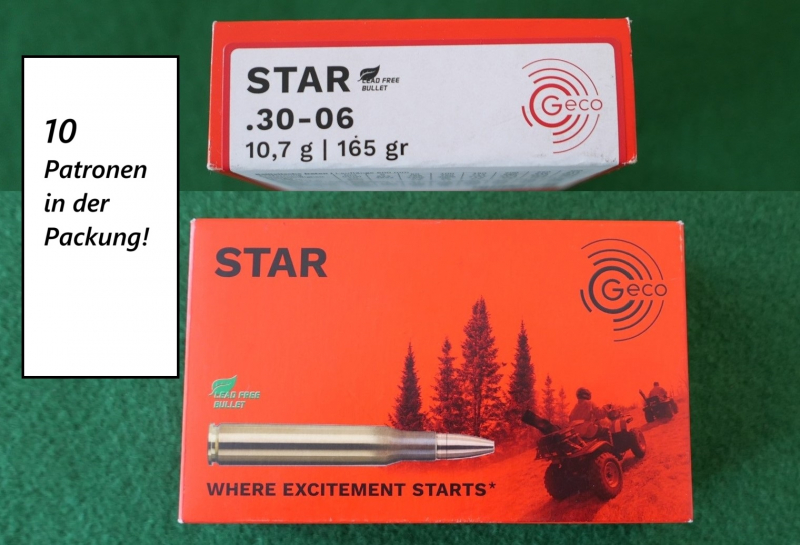 10
Patronen
in der
Packung!
STAR
LEAD FREE
BULLET
.30-06
10,7 g | 165 gr
Geco
STAR
Geco
LEAD FREE
BULLET
WHERE EXCITEMENT STARTS*